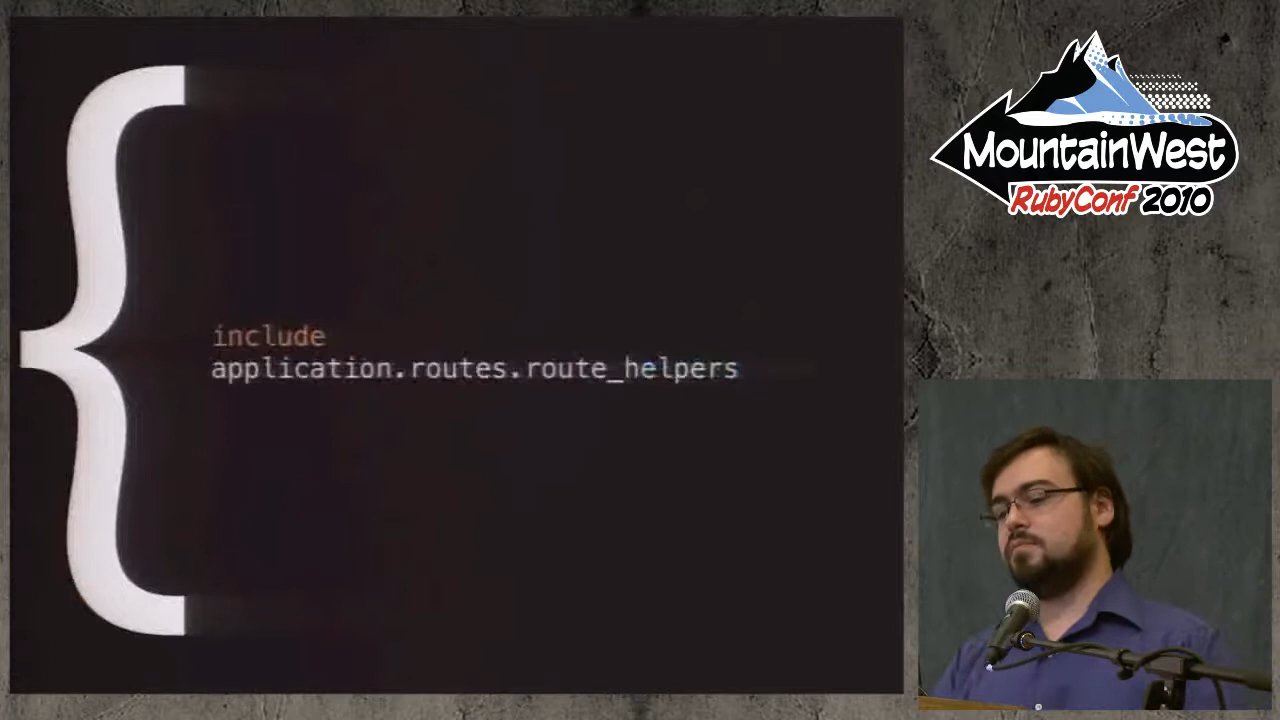 {
include
application.routes.route_helpers
MountainWest
RubyConf 2010